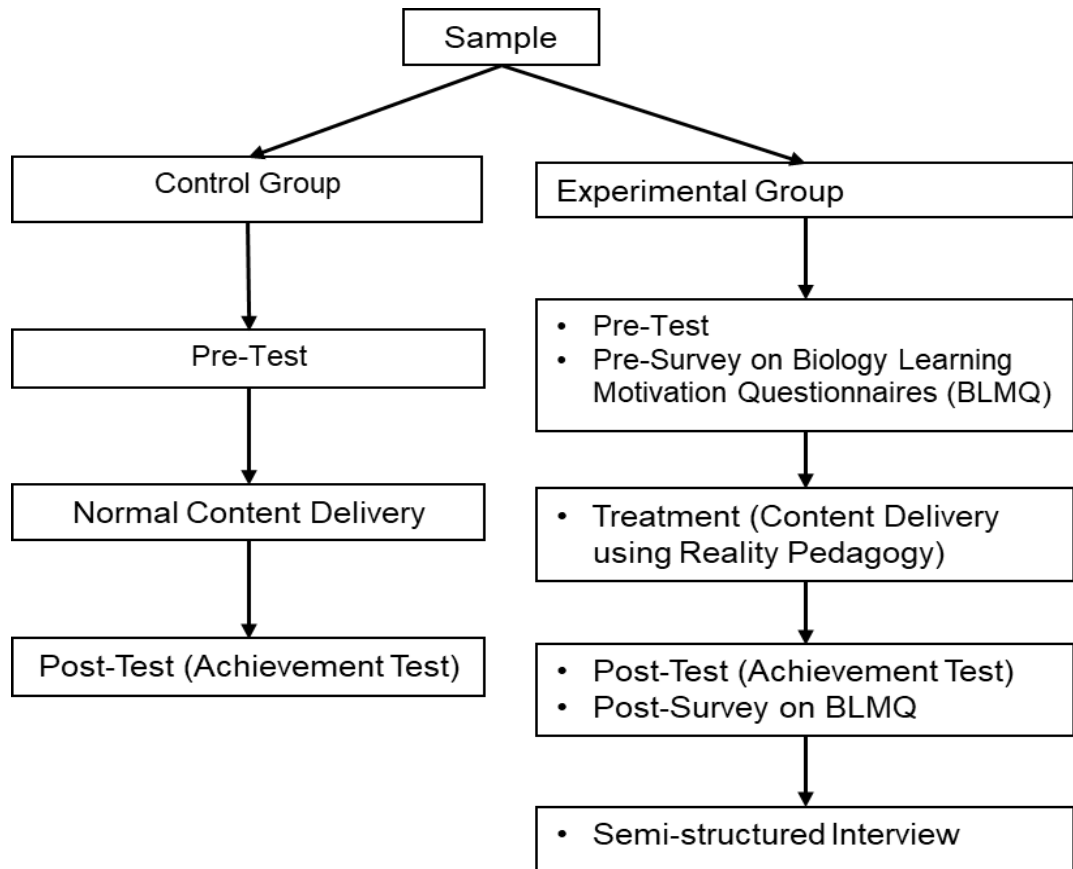 Sample
Control Group
Experimental Group
Pre-Test
• Pre-Test
• Pre-Survey on Biology Learning
Motivation Questionnaires (BLMQ)
Normal Content Delivery
• Treatment (Content Delivery
using Reality Pedagogy)
Post-Test (Achievement Test)
• Post-Test (Achievement Test)
• Post-Survey on BLMQ
• Semi-structured Interview